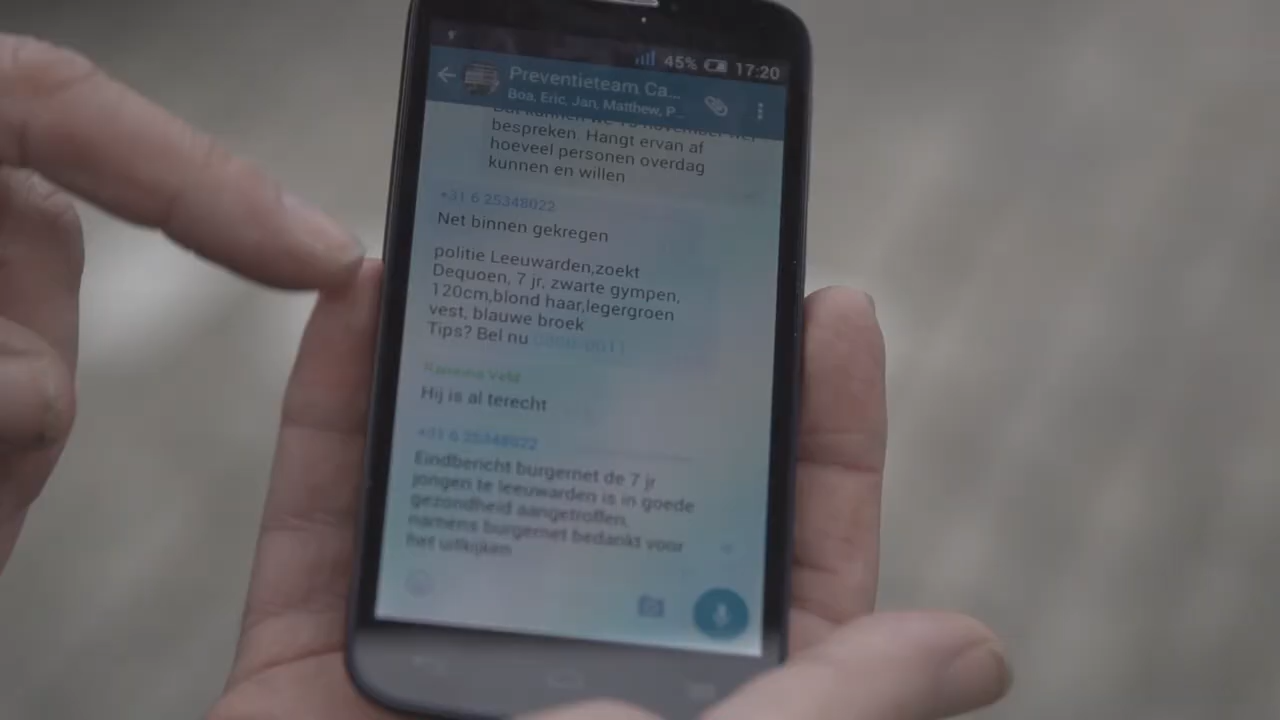 45% 17:20
Preventieteam Ca...
Boa, Eric, Jan, Matthew, P...
bespreken. Hangt ervan af
hoeveel personen overdag
kunnen en willen
+31 6 25348022
Net binnen gekregen
politie Leeuwarden,zoekt
Dequoen, 7 jr, zwarte gympen,
120cm,blond haar,legergroen
vest, blauwe broek
Tips? Bel nu
Hij is al terecht
+31 6 25348022
Eindbericht burgernet de 7 jr
jongen te leeuwarden is in goede
gezondheid aangetroffen,
namens burgernet bedankt voor
het uitkijken